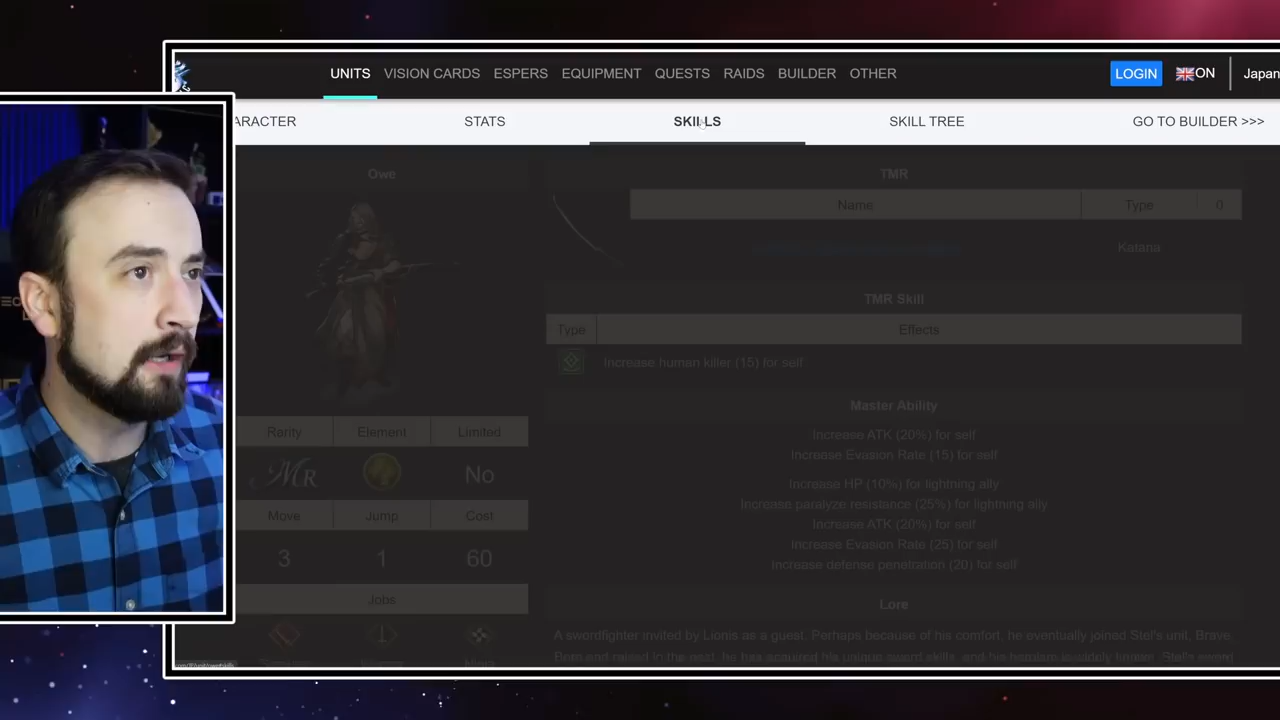 UNITS VISION CARDS ESPERS EQUIPMENT QUESTS RAIDS BUILDER OTHER LOGIN ON Japan
ARACTER STATS SKILLS SKILL TREE GO TO BUILDER >>>
Owe
TMR
Name Type 0
Katana
TMR Skill
Type Effects
Increase human killer (15) for self
Master Ability
Increase ATK (20%) for self
Increase Evasion Rate (15) for self
Increase HP (10%) for lightning ally
Increase paralyze resistance (25%) for lightning ally
Increase ATK (20%) for self
Increase Evasion Rate (25) for self
Increase defense penetration (20) for self
Rarity Element Limited
MR No
Move Jump Cost
3 1 60
Jobs
Lore
A swordfighter invited by Lionis as a guest. Perhaps because of his comfort, he eventually joined Stel's unit. Brave.